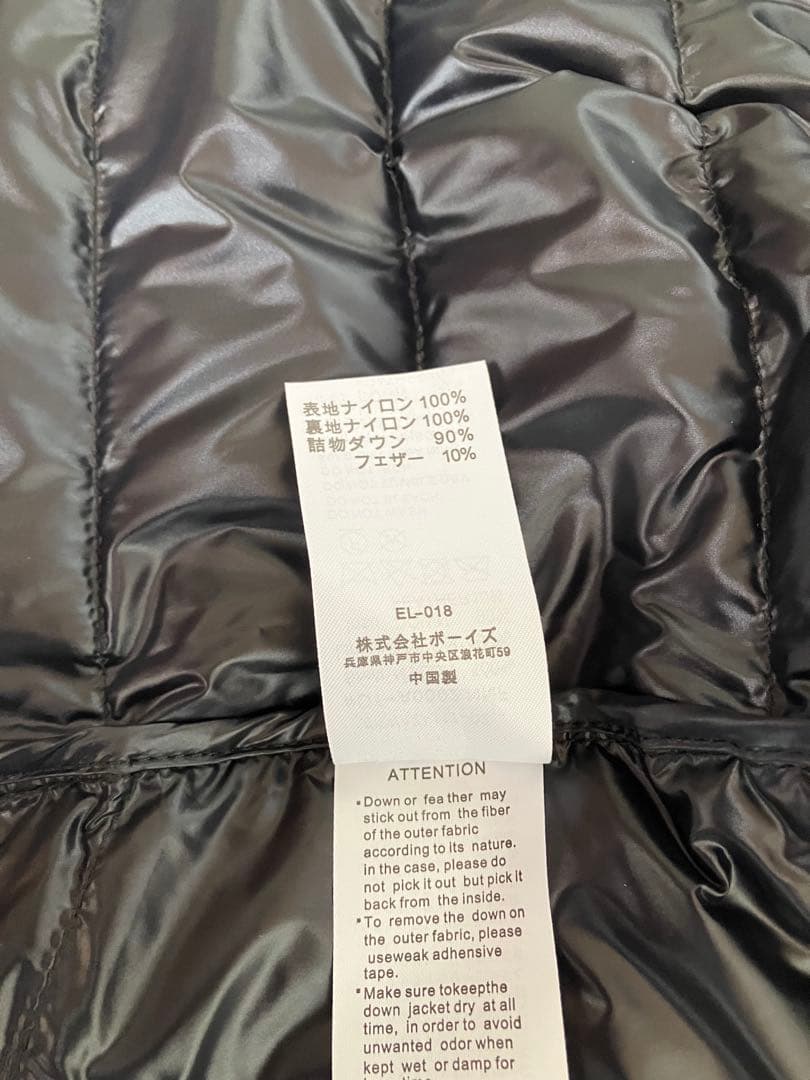 表地ナイロン 100%
裏地ナイロン 100%
詰物ダウン 90%
フェザー 10%
EL-018
株式会社ボーイズ
兵庫県神戸市中央区浪花町59
中国製
ATTENTION
▪Down or fea ther may
stick out from the fiber
of the outer fabric
according to its nature.
in the case, please do
not pick it out but pick it
back from the inside.
▪To remove the down on
the outer fabric, please
useweak adhensive
tape.
▪Make sure tokeepthe
down jacket dry at all
time, in order to avoid
unwanted odor when
kept wet or damp for